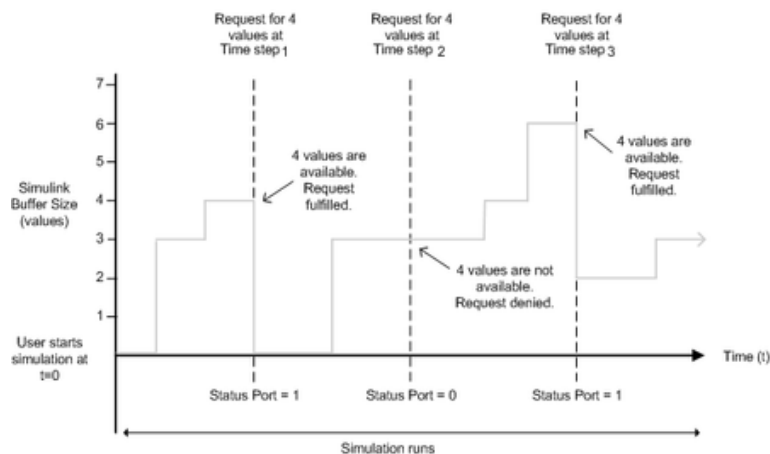 Request for 4
values at
Time step 1
Request for 4
values at
Time step 2
Request for 4
values at
Time step 3
7
6
5
4
3
2
1
Simulink
Buffer Size
(values)
4 values are
available.
Request
fulfilled.
4 values are not
available.
Request denied.
4 values are
available.
Request
fulfilled.
User starts
simulation at
t=0
Time (t)
Status Port = 1
Status Port = 0
Status Port = 1
Simulation runs